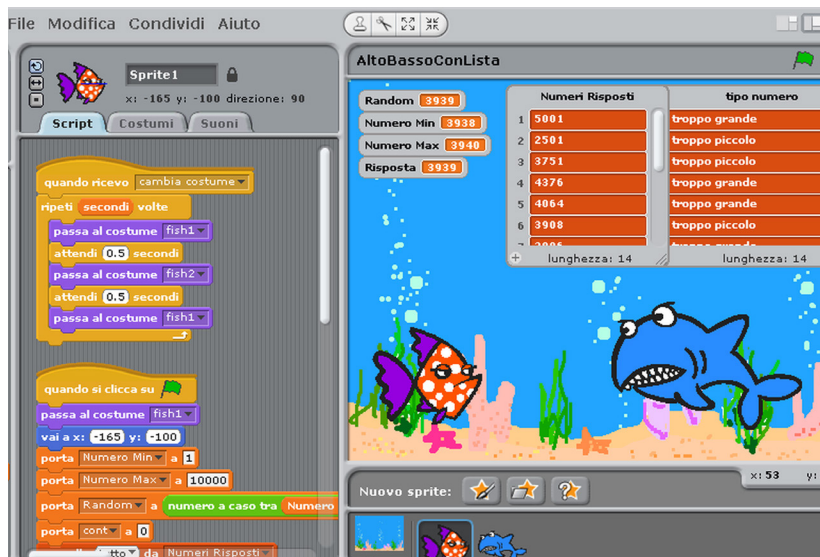 File Modifica Condividi Aiuto
Sprite1
x: -165 y: -100 direzione: 90
Script Costumi Suoni
quando ricevo cambia costume
ripeti secondi volte
passa al costume fish1
attendi 0.5 secondi
passa al costume fish2
attendi 0.5 secondi
passa al costume fish1
quando si clicca su
passa al costume fish1
vai a x: -165 y: -100
porta Numero Min a 1
porta Numero Max a 10000
porta Random a numero a caso tra Numero
porta cont a 0
da Numeri Risposti
AltoBassoConLista
Random 3939
Numero Min 3938
Numero Max 3940
Risposta 3939
Numeri Risposti tipo numero
1 5001 troppo grande
2 2501 troppo piccolo
3 3751 troppo piccolo
4 4376 troppo grande
5 4064 troppo grande
6 3908 troppo piccolo
lunghezza: 14 lunghezza: 14
x: 53 y:
Nuovo sprite: